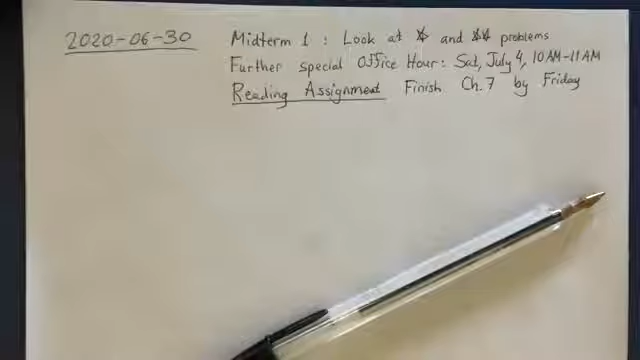 2020-06-30 Midterm 1: Look at ☆ and ☆☆ problems
Further special Office Hour: Sat, July 4, 10AM-11AM
Reading Assignment Finish Ch.7 by Friday